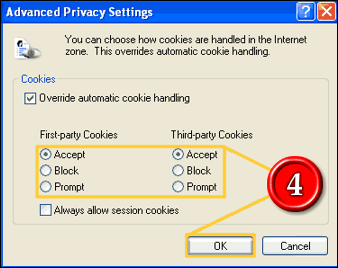 Advanced Privacy Settings
You can choose how cookies are handled in the Internet
zone. This overrides automatic cookie handling.
Cookies
Override automatic cookie handling
First-party Cookies Third-party Cookies
Accept Accept
Block Block
Prompt Prompt
4
Always allow session cookies
OK Cancel